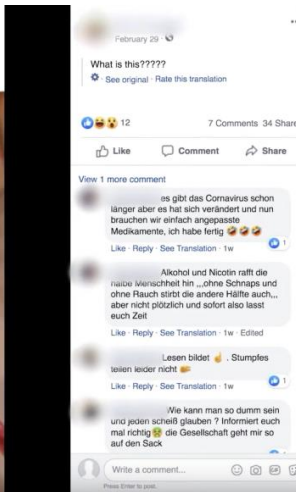 February 29
What is this?????
See original · Rate this translation
12
7 Comments 34 Share
Like Comment Share
View 1 more comment
es gibt das Cornavirus schon
länger aber es hat sich verändert und nun
brauchen wir einfach angepasste
Medikamente, ich habe fertig 🤣🤣🤣
1
Like · Reply · See Translation · 1w
Alkohol und Nicotin rafft die
halbe Menschheit hin ,,,ohne Schnaps und
ohne Rauch stirbt die andere Hälfte auch,,,
aber nicht plötzlich und sofort also lasst
euch Zeit
Like · Reply · See Translation · 1w · Edited
Lesen bildet ☝ . Stumpfes
teilen leider nicht
1
Like · Reply · See Translation · 1w
Wie kann man so dumm sein
und jeden scheiß glauben ? Informiert euch
mal richtig die Gesellschaft geht mir so
auf den Sack
Write a comment...
Press Enter to post.